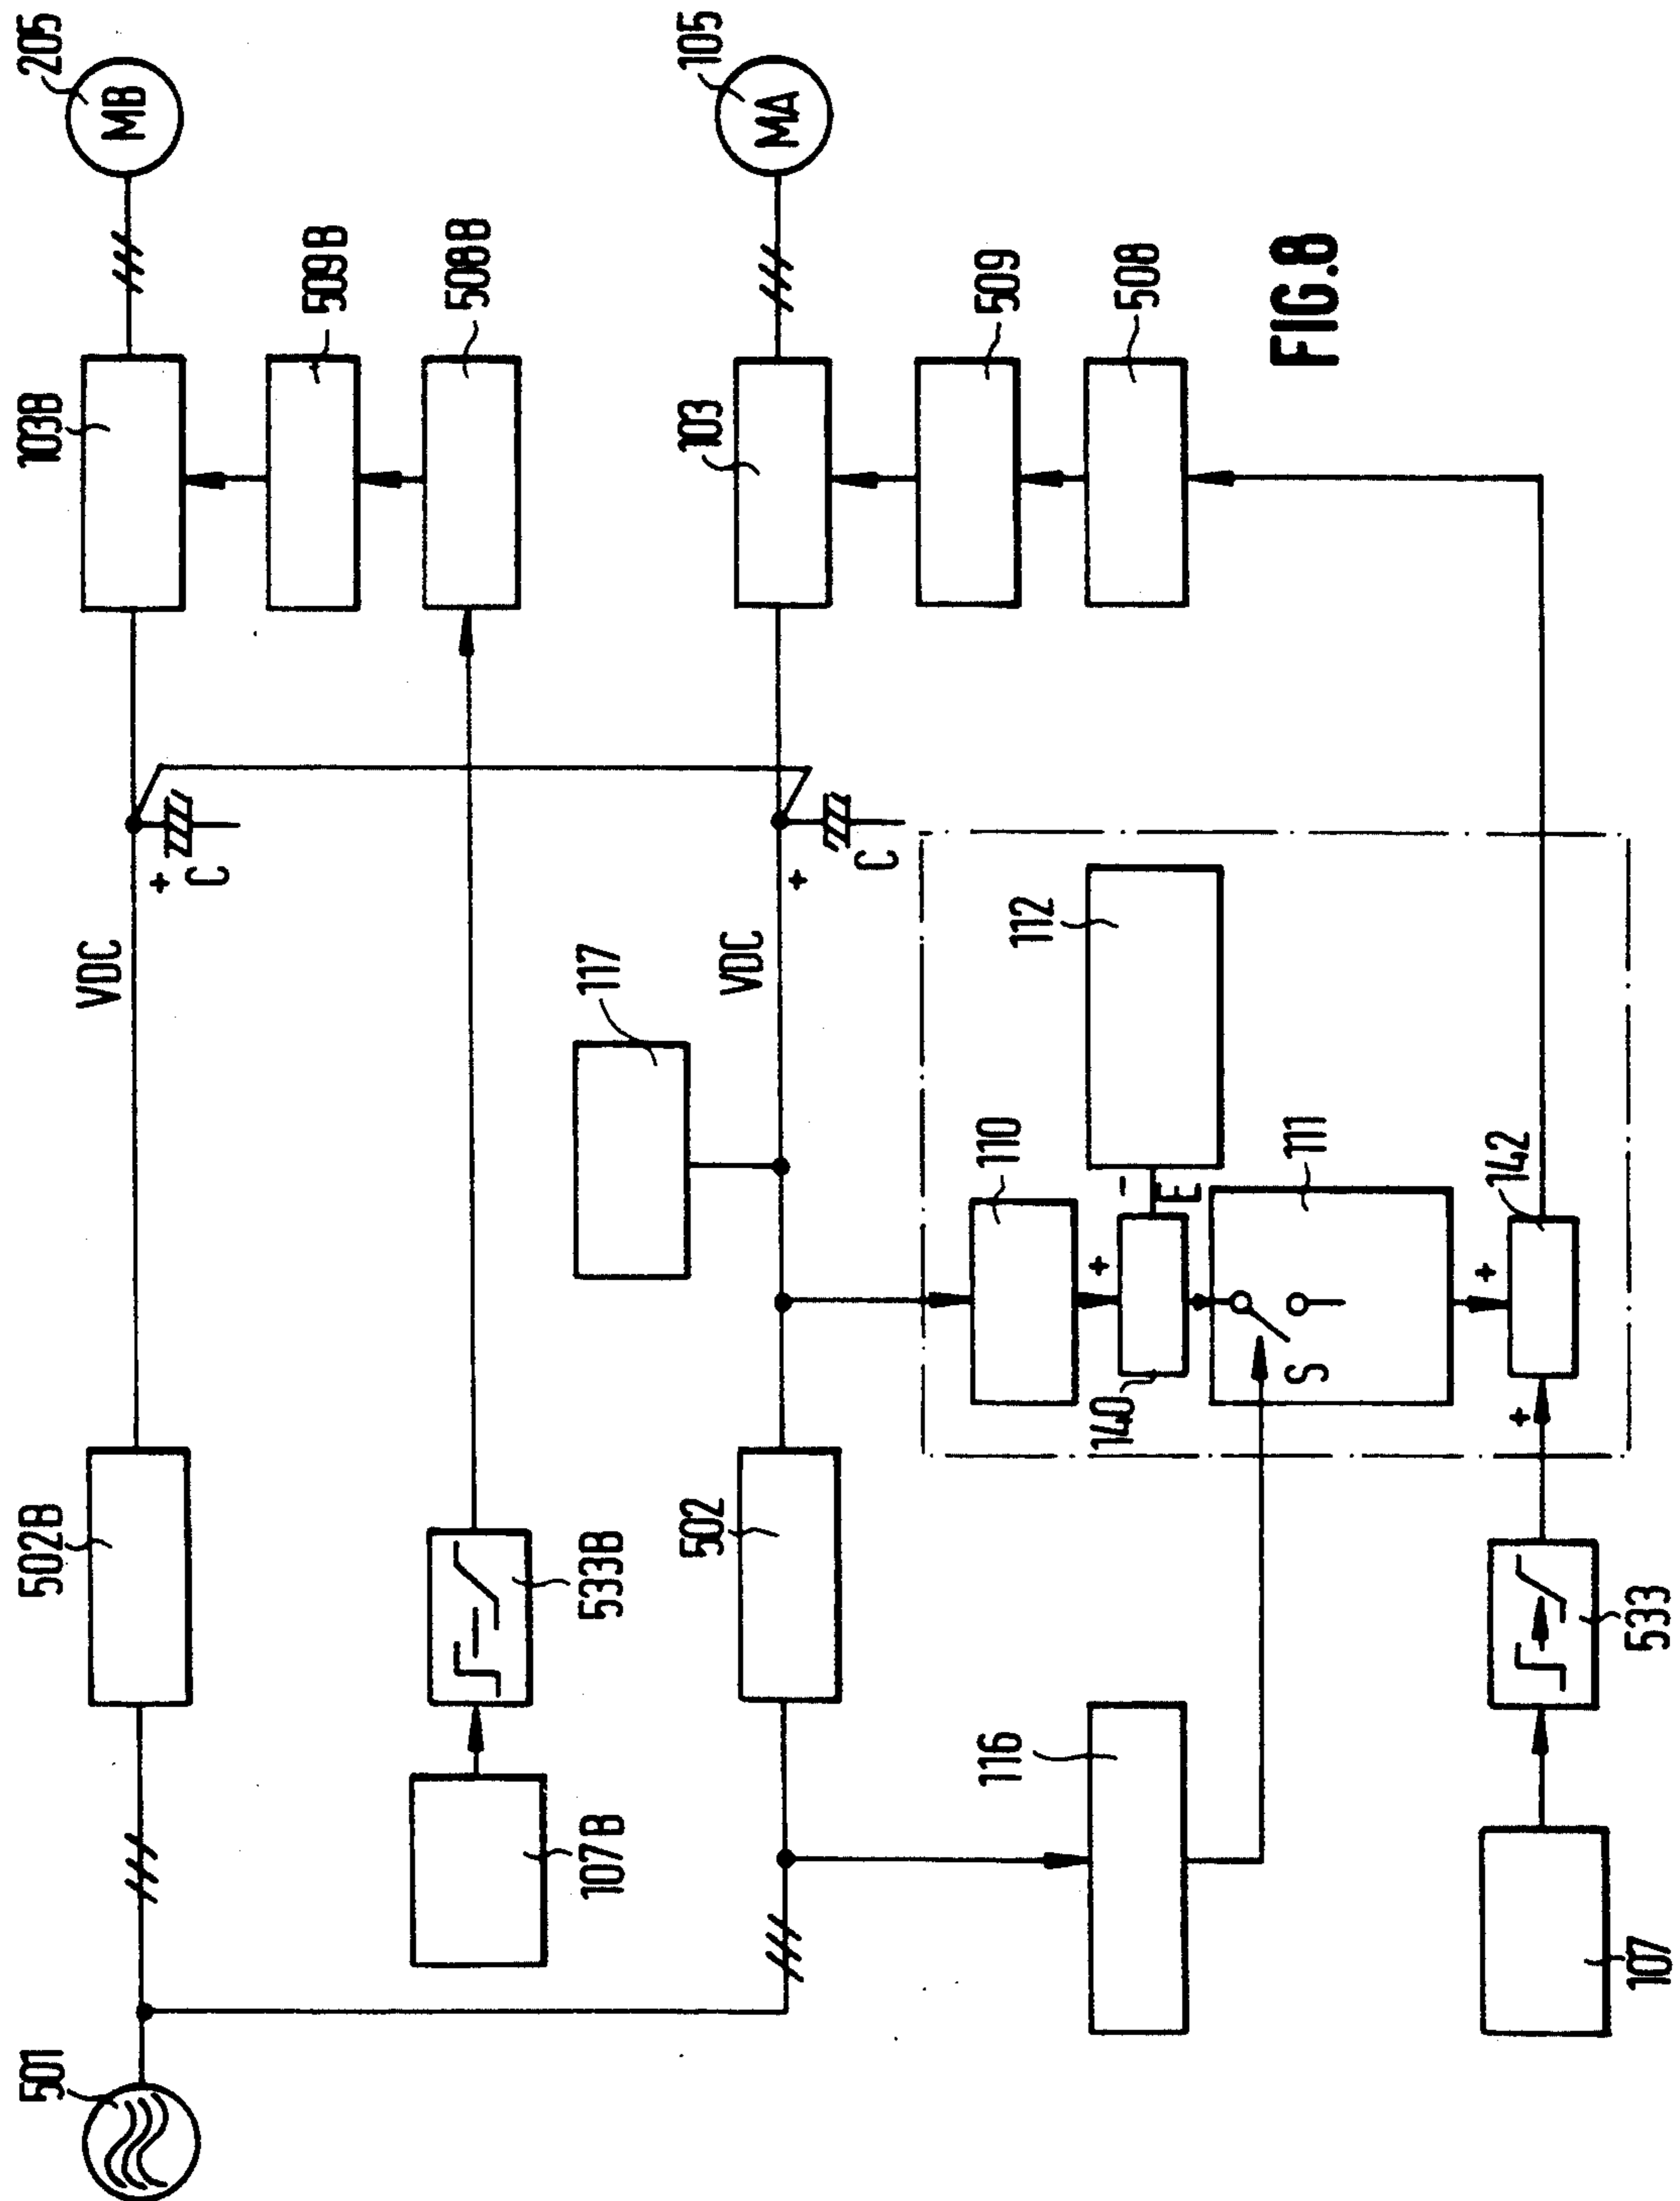 501
502B
VDC
+
C
103B
MB
205
509B
508B
107B
533B
117
502
VDC
+
C
103
MA
105
509
508
116
110
+
112
-
E
140
S
111
+
142
+
107
533
FIG.8